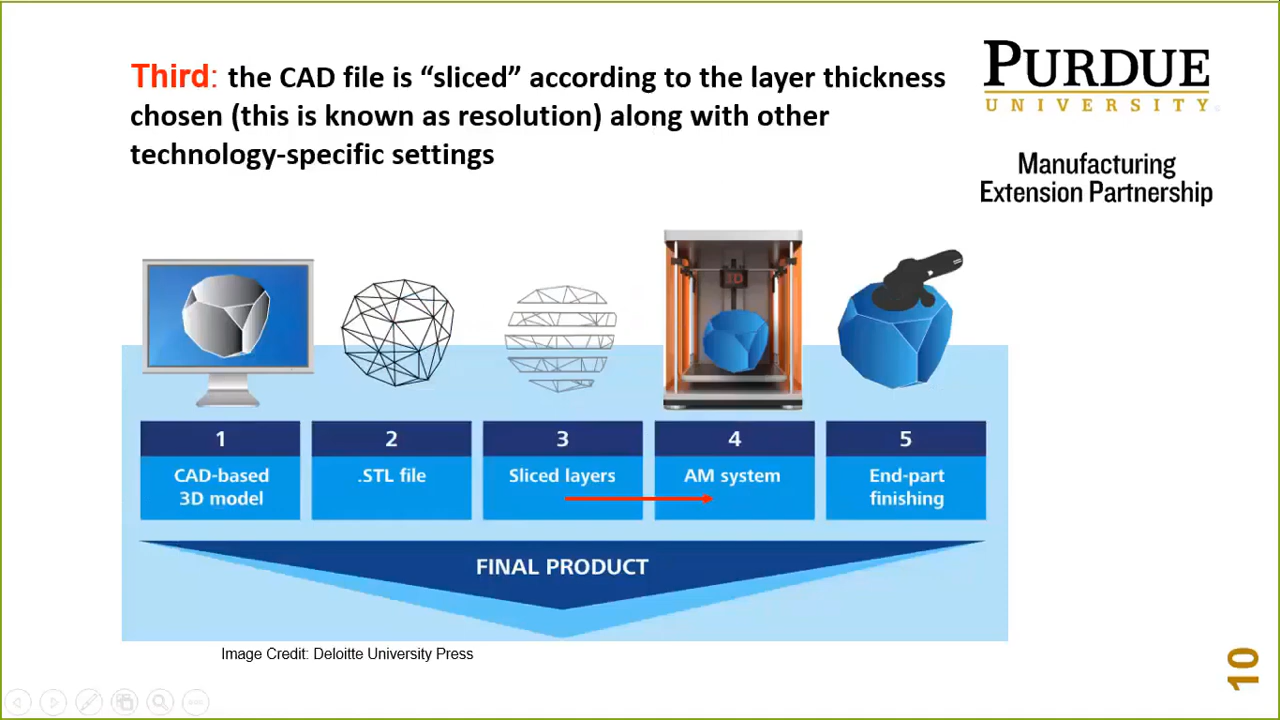 Third: the CAD file is “sliced” according to the layer thickness
chosen (this is known as resolution) along with other
technology-specific settings
PURDUE
UNIVERSITY
Manufacturing
Extension Partnership
3D
1
CAD-based
3D model
2
.STL file
3
Sliced layers
4
AM system
5
End-part
finishing
FINAL PRODUCT
Image Credit: Deloitte University Press
10